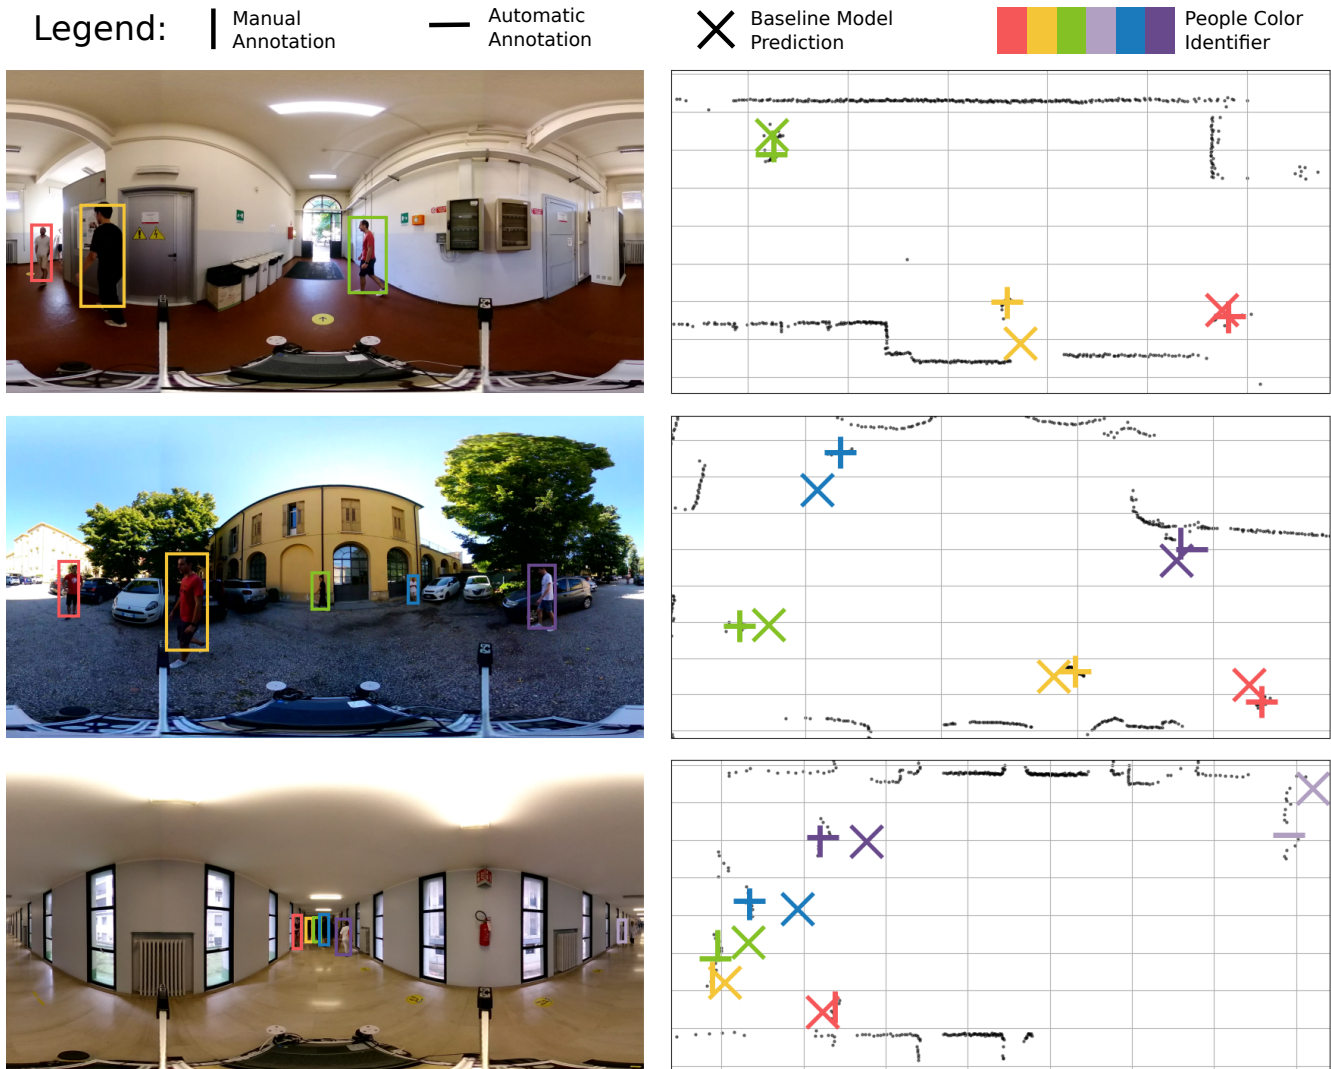 Legend:
Manual
Annotation
Automatic
Annotation
Baseline Model
Prediction
People Color
Identifier